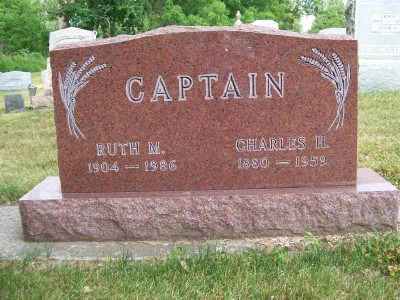 CAPTAIN
RUTH M.
1904 — 1986
CHARLES H.
1880 — 1959